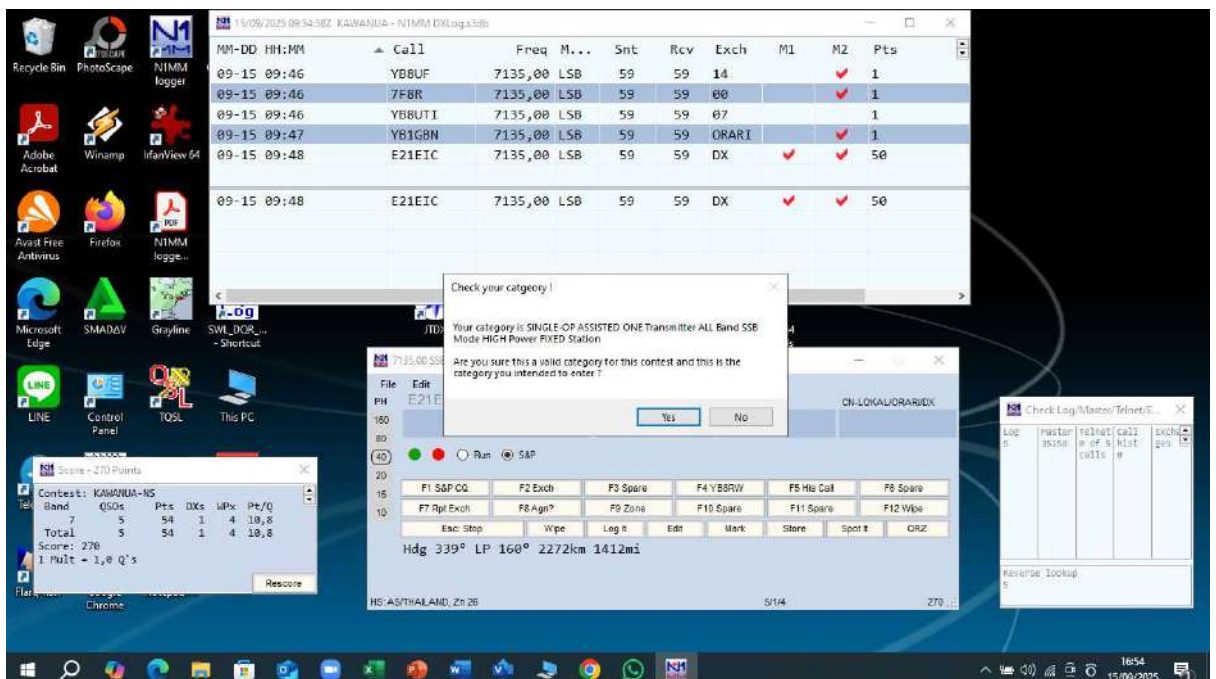 Recycle Bin
PhotoScape
N1MM logger
Adobe Acrobat
Winamp
IrfanView 64
Avast Free Antivirus
Firefox
N1MM logge...
Microsoft Edge
SMADΔV
Grayline
SWL_DQR_... - Shortcut
LINE
Control Panel
TQSL
This PC
Chrome
15/09/2025 09:54:58Z KAWANUA - N1MM DXLog.s3db
MM-DD HH:MM Call Freq M... Snt Rcv Exch M1 M2 Pts
09-15 09:46 YB8UF 7135,00 LSB 59 59 14 1
09-15 09:46 7F8R 7135,00 LSB 59 59 00 1
09-15 09:46 YB8UTI 7135,00 LSB 59 59 07 1
09-15 09:47 YB1GBN 7135,00 LSB 59 59 ORARI 1
09-15 09:48 E21EIC 7135,00 LSB 59 59 DX 50
09-15 09:48 E21EIC 7135,00 LSB 59 59 DX 50
Check your catgeory !
Your category is SINGLE-OP ASSISTED ONE Transmitter ALL Band SSB
Mode HIGH Power FIXED Station
Are you sure this a valid category for this contest and this is the
category you intended to enter ?
Yes No
7135,00 SS
File Edit
PH E21E CN-LOKAL/ORARI/DX
160
80
40 Run S&P
20
15
10
F1 S&P CQ F2 Exch F3 Spare F4 YB8RW F5 His Call F6 Spare
F7 Rpt Exch F8 Agn? F9 Zone F10 Spare F11 Spare F12 Wipe
Esc: Stop Wipe Log It Edit Mark Store Spot It QRZ
Hdg 339° LP 160° 2272km 1412mi
HS: AS/THAILAND, Zn 26 5/1/4 270
Score - 270 Points
Contest: KAWANUA-NS
Band QSOs Pts DXs WPx Pt/Q
7 5 54 1 4 10,8
Total 5 54 1 4 10,8
Score: 270
1 Mult = 1,0 Q's
Rescore
Check Log/Master/Telnet/E...
Log Master Telnet Call Exchanges
5 35158 # of s calls hist
Reverse lookup
5
16:54
15/09/2025